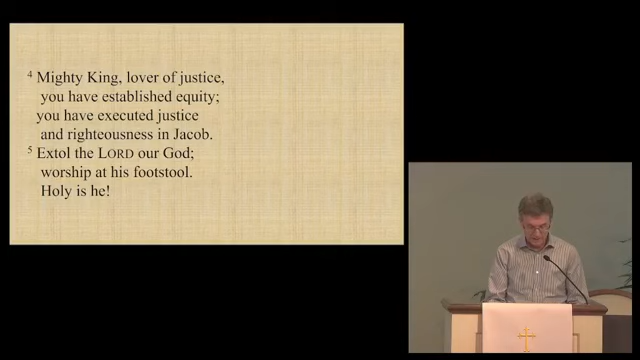 4 Mighty King, lover of justice,
you have established equity;
you have executed justice
and righteousness in Jacob.
5 Extol the LORD our God;
worship at his footstool.
Holy is he!